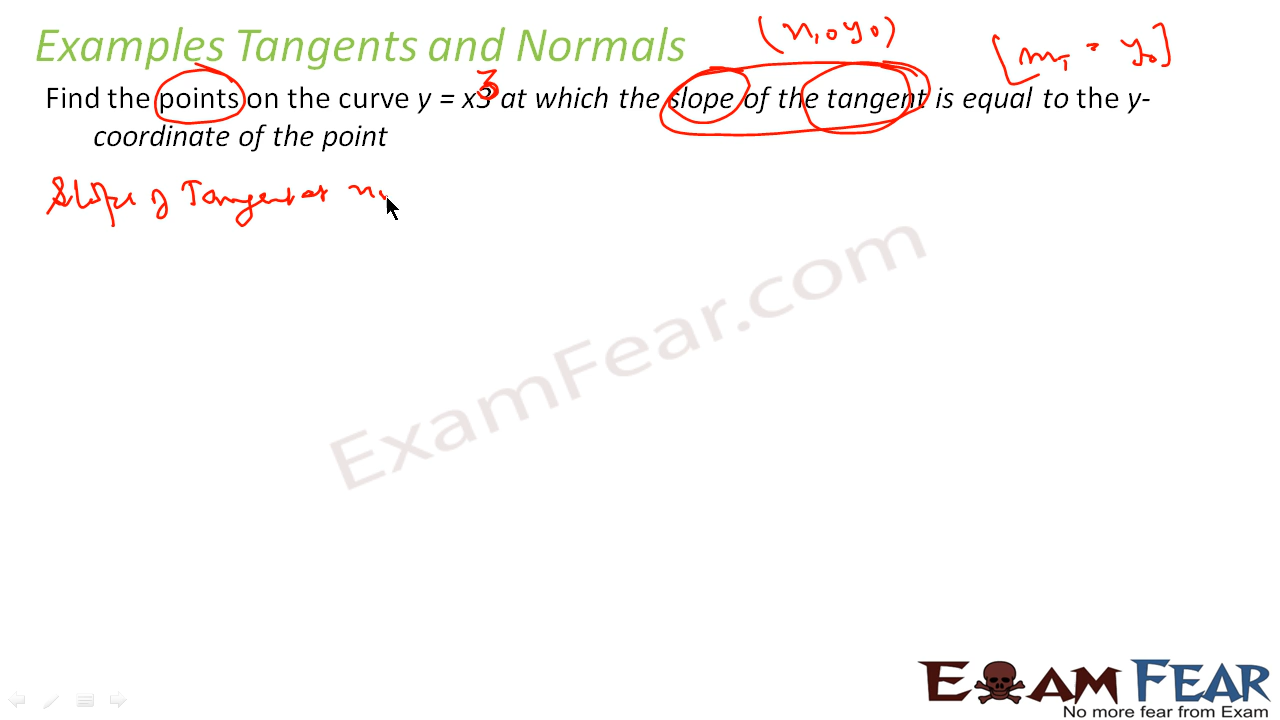 Examples Tangents and Normals
(x0, y0)
[mT = y0]
Find the points on the curve y = x3 at which the slope of the tangent is equal to the y-
3
coordinate of the point
Slope of Tangent at x
ExamFear.com
EXAM FEAR
No more fear from Exam